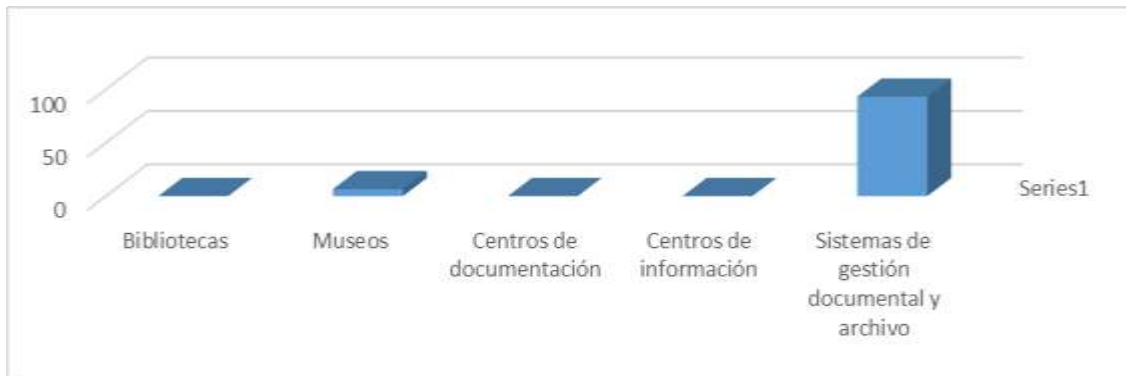 100
50
0
Series1
Bibliotecas
Museos
Centros de
documentación
Centros de
información
Sistemas de
gestión
documental y
archivo